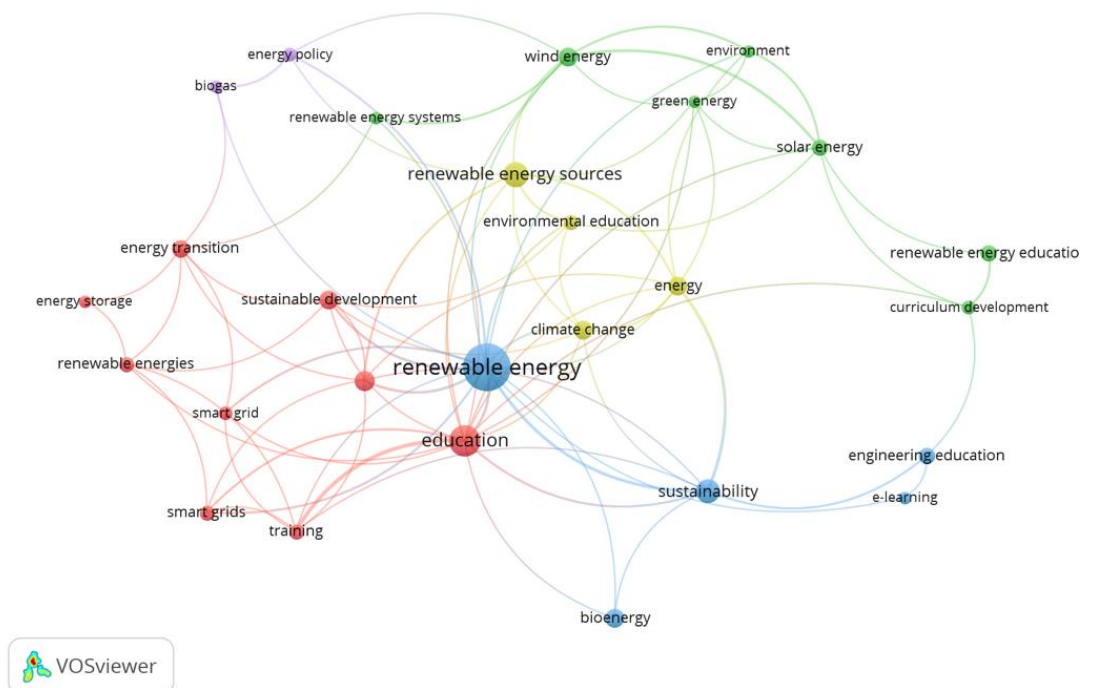 energy policy
wind energy
environment
biogas
green energy
renewable energy systems
solar energy
renewable energy sources
environmental education
energy transition
renewable energy educatio
energy
energy storage
sustainable development
curriculum development
climate change
renewable energies
renewable energy
smart grid
education
engineering education
sustainability
e-learning
smart grids
training
bioenergy
VOSviewer